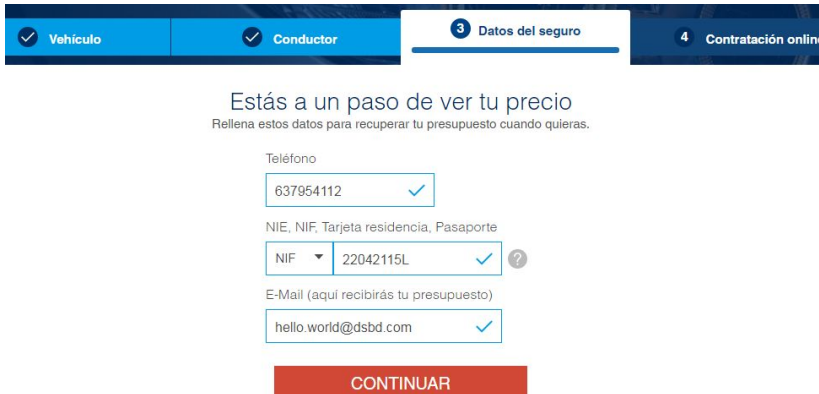 Vehículo
Conductor
3 Datos del seguro
4 Contratación online
Estás a un paso de ver tu precio
Rellena estos datos para recuperar tu presupuesto cuando quieras.
Teléfono
637954112
NIE, NIF, Tarjeta residencia, Pasaporte
NIF 22042115L ?
E-Mail (aquí recibirás tu presupuesto)
hello.world@dsbd.com
CONTINUAR